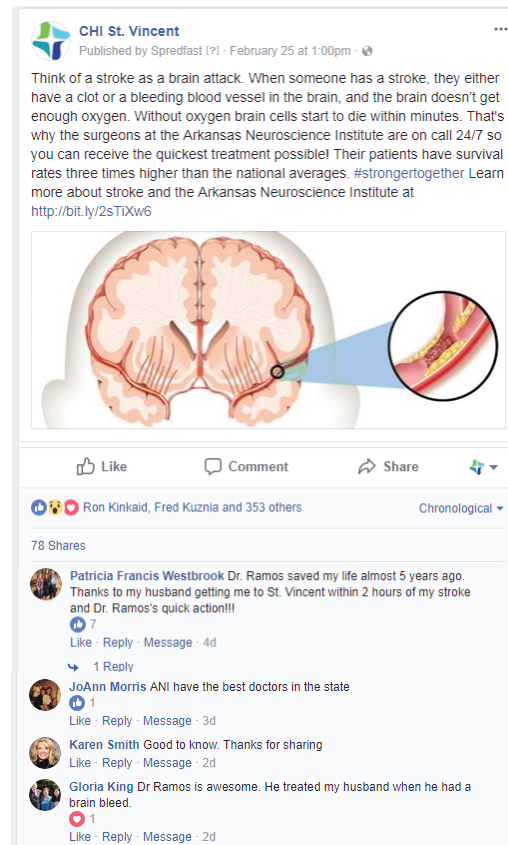 CHI St. Vincent
Published by Spredfast [?] · February 25 at 1:00pm ·
Think of a stroke as a brain attack. When someone has a stroke, they either
have a clot or a bleeding blood vessel in the brain, and the brain doesn't get
enough oxygen. Without oxygen brain cells start to die within minutes. That's
why the surgeons at the Arkansas Neuroscience Institute are on call 24/7 so
you can receive the quickest treatment possible! Their patients have survival
rates three times higher than the national averages. #strongertogether Learn
more about stroke and the Arkansas Neuroscience Institute at
http://bit.ly/2sTiXw6
Like Comment Share
Ron Kinkaid, Fred Kuznia and 353 others Chronological
78 Shares
Patricia Francis Westbrook Dr. Ramos saved my life almost 5 years ago.
Thanks to my husband getting me to St. Vincent within 2 hours of my stroke
and Dr. Ramos's quick action!!!
7
Like · Reply · Message · 4d
1 Reply
JoAnn Morris ANI have the best doctors in the state
1
Like · Reply · Message · 3d
Karen Smith Good to know. Thanks for sharing
Like · Reply · Message · 2d
Gloria King Dr Ramos is awesome. He treated my husband when he had a
brain bleed.
1
Like · Reply · Message · 2d